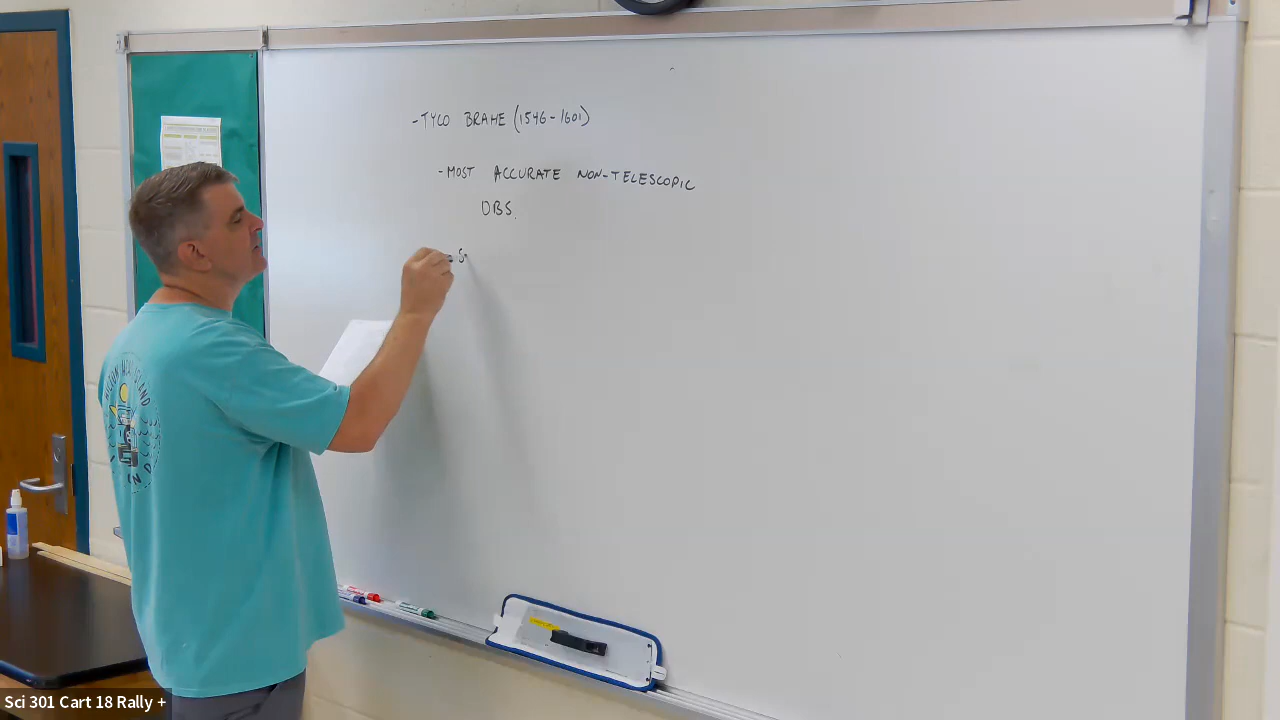 -TYCO BRAHE (1546-1601)
-MOST ACCURATE NON-TELESCOPIC
OBS.
Sci 301 Cart 18 Rally +